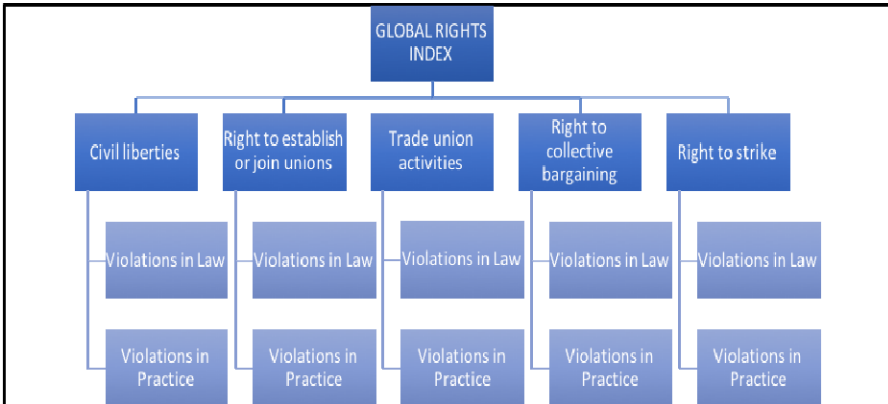 GLOBAL RIGHTS
INDEX
Civil liberties
Right to establish
or join unions
Trade union
activities
Right to
collective
bargaining
Right to strike
Violations in Law
Violations in Law
Violations in Law
Violations in Law
Violations in Law
Violations in
Practice
Violations in
Practice
Violations in
Practice
Violations in
Practice
Violations in
Practice